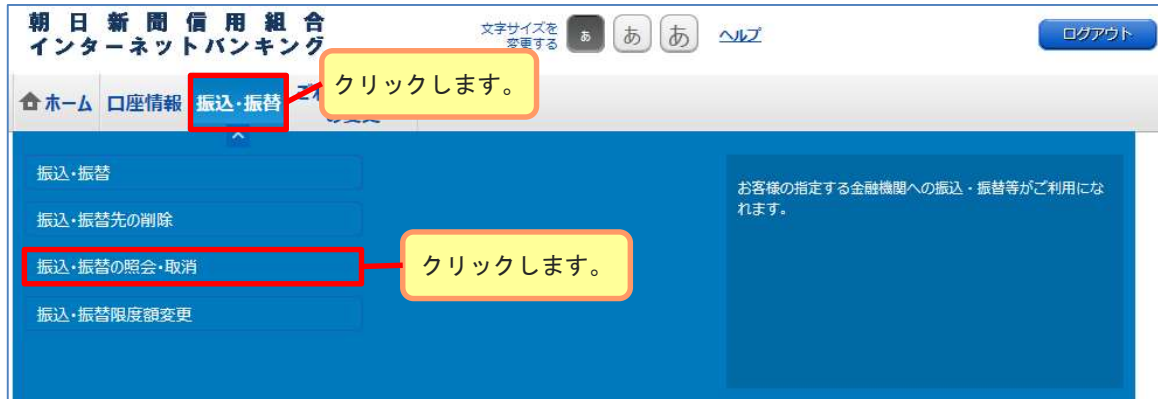 朝日新聞信用組合
インターネットバンキング
文字サイズを
変更する
あ
あ
あ
ヘルプ
ログアウト
ホーム
口座情報
振込・振替
の変更
クリックします。
振込・振替
振込・振替先の削除
振込・振替の照会・取消
振込・振替限度額変更
クリックします。
お客様の指定する金融機関への振込・振替等がご利用にな
れます。